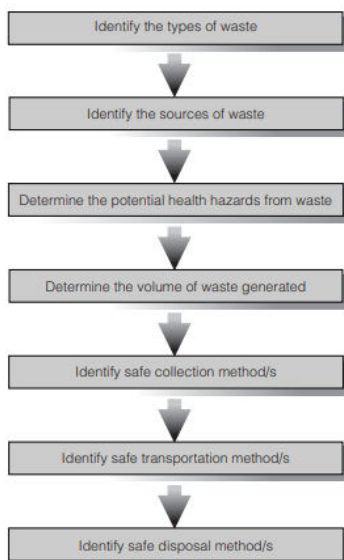 Identify the types of waste
Identify the sources of waste
Determine the potential health hazards from waste
Determine the volume of waste generated
Identify safe collection method/s
Identify safe transportation method/s
Identify safe disposal method/s